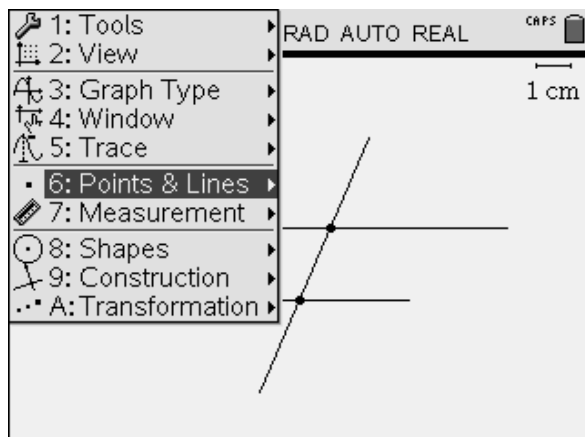 1: Tools
RAD AUTO REAL
CAPS
2: View
1 cm
3: Graph Type
4: Window
5: Trace
6: Points & Lines
7: Measurement
8: Shapes
9: Construction
A: Transformation